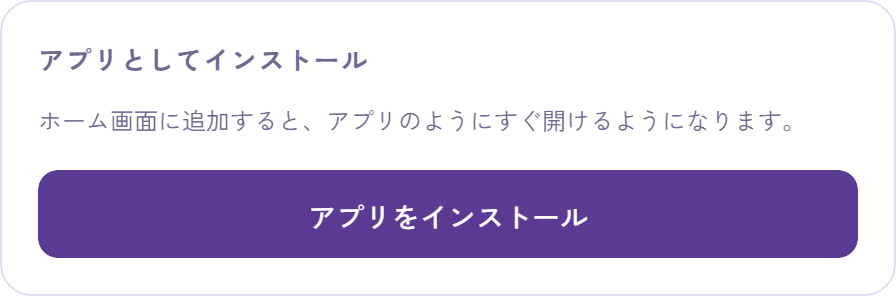 アプリとしてインストール
ホーム画面に追加すると、アプリのようにすぐ開けるようになります。
アプリをインストール